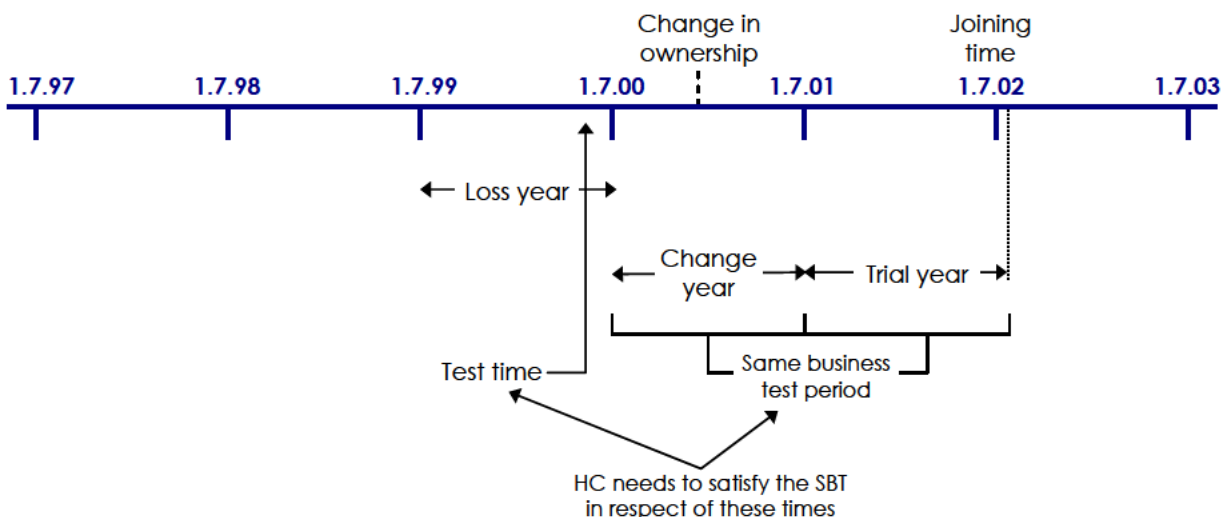 Change in
ownership
Joining
time
1.7.97 1.7.98 1.7.99 1.7.00 1.7.01 1.7.02 1.7.03
Loss year
Change
year
Trial year
Test time
Same business
test period
HC needs to satisfy the SBT
in respect of these times